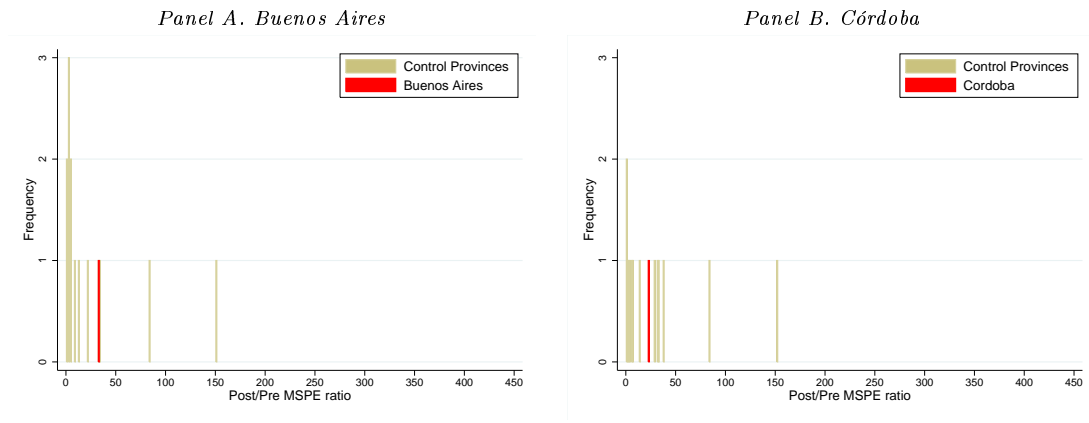 Panel A. Buenos Aires
Control Provinces
Buenos Aires
Frequency
3
2
1
0
0 50 100 150 200 250 300 350 400 450
Post/Pre MSPE ratio
Panel B. Córdoba
Control Provinces
Cordoba
Frequency
3
2
1
0
0 50 100 150 200 250 300 350 400 450
Post/Pre MSPE ratio